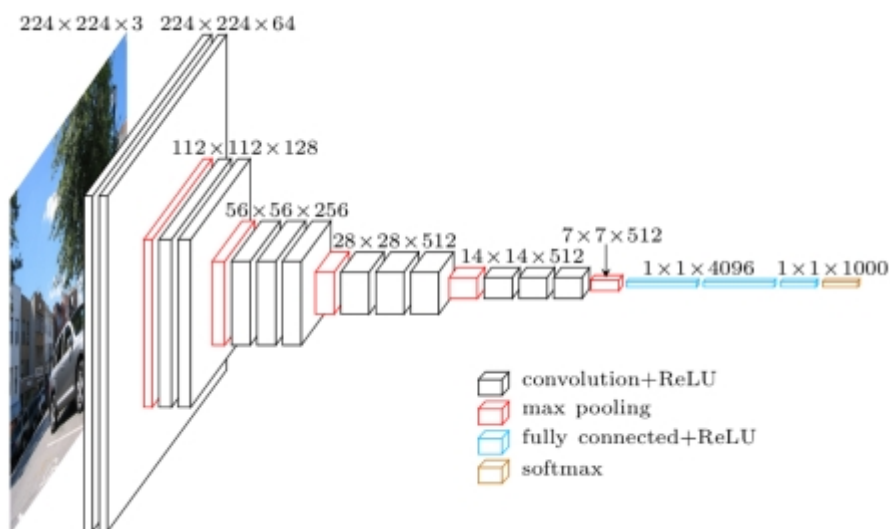 224×224×3
224×224×64
112×112×128
56×56×256
28×28×512
14×14×512
7×7×512
1×1×4096
1×1×1000
convolution+ReLU
max pooling
fully connected+ReLU
softmax